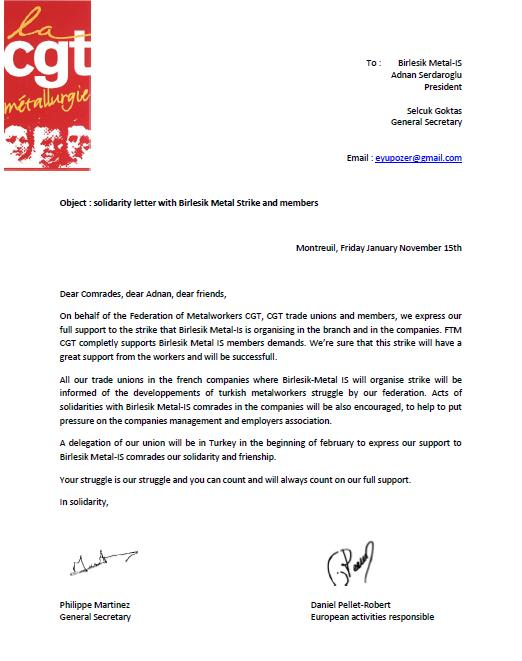 la
cgt
métallurgie
To : Birlesik Metal-IS
Adnan Serdaroglu
President
Selcuk Goktas
General Secretary
Email : eyupozer@gmail.com
Object : solidarity letter with Birlesik Metal Strike and members
Montreuil, Friday January November 15th
Dear Comrades, dear Adnan, dear friends,
On behalf of the Federation of Metalworkers CGT, CGT trade unions and members, we express our
full support to the strike that Birlesik Metal-Is is organising in the branch and in the companies. FTM
CGT completly supports Birlesik Metal IS members demands. We're sure that this strike will have a
great support from the workers and will be successfull.
All our trade unions in the french companies where Birlesik-Metal IS will organise strike will be
informed of the developpements of turkish metalworkers struggle by our federation. Acts of
solidarities with Birlesik Metal-IS comrades in the companies will be also encouraged, to help to put
pressure on the companies management and employers association.
A delegation of our union will be in Turkey in the beginning of february to express our support to
Birlesik Metal-IS comrades our solidarity and frienship.
Your struggle is our struggle and you can count and will always count on our full support.
In solidarity,
Philippe Martinez
General Secretary
Daniel Pellet-Robert
European activities responsible